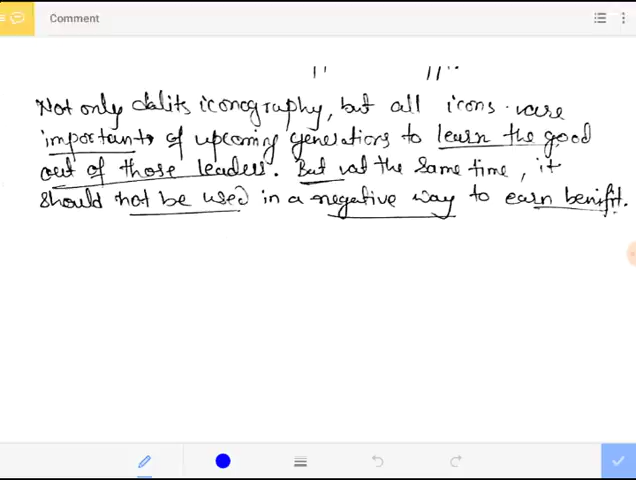 Comment
Not only dalits iconography, but all icons are
important of upcoming generations to learn the good
out of those leaders. But at the same time, it
should not be used in a negative way to earn benifit.